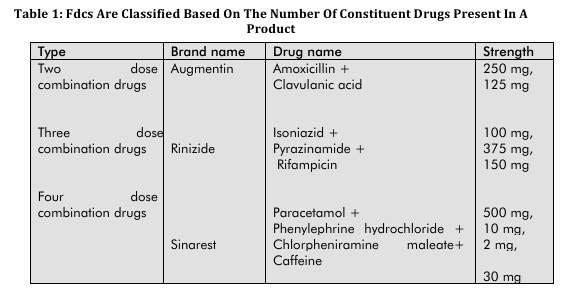 Table 1: Fdcs Are Classified Based On The Number Of Constituent Drugs Present In A
Product
Type Brand name Drug name Strength
Two dose Augmentin Amoxicillin + 250 mg,
combination drugs Clavulanic acid 125 mg
Three dose Isoniazid + 100 mg,
combination drugs Rinizide Pyrazinamide + 375 mg,
Rifampicin 150 mg
Four dose
combination drugs Paracetamol + 500 mg,
Phenylephrine hydrochloride + 10 mg,
Sinarest Chlorpheniramine maleate+ 2 mg,
Caffeine
30 mg